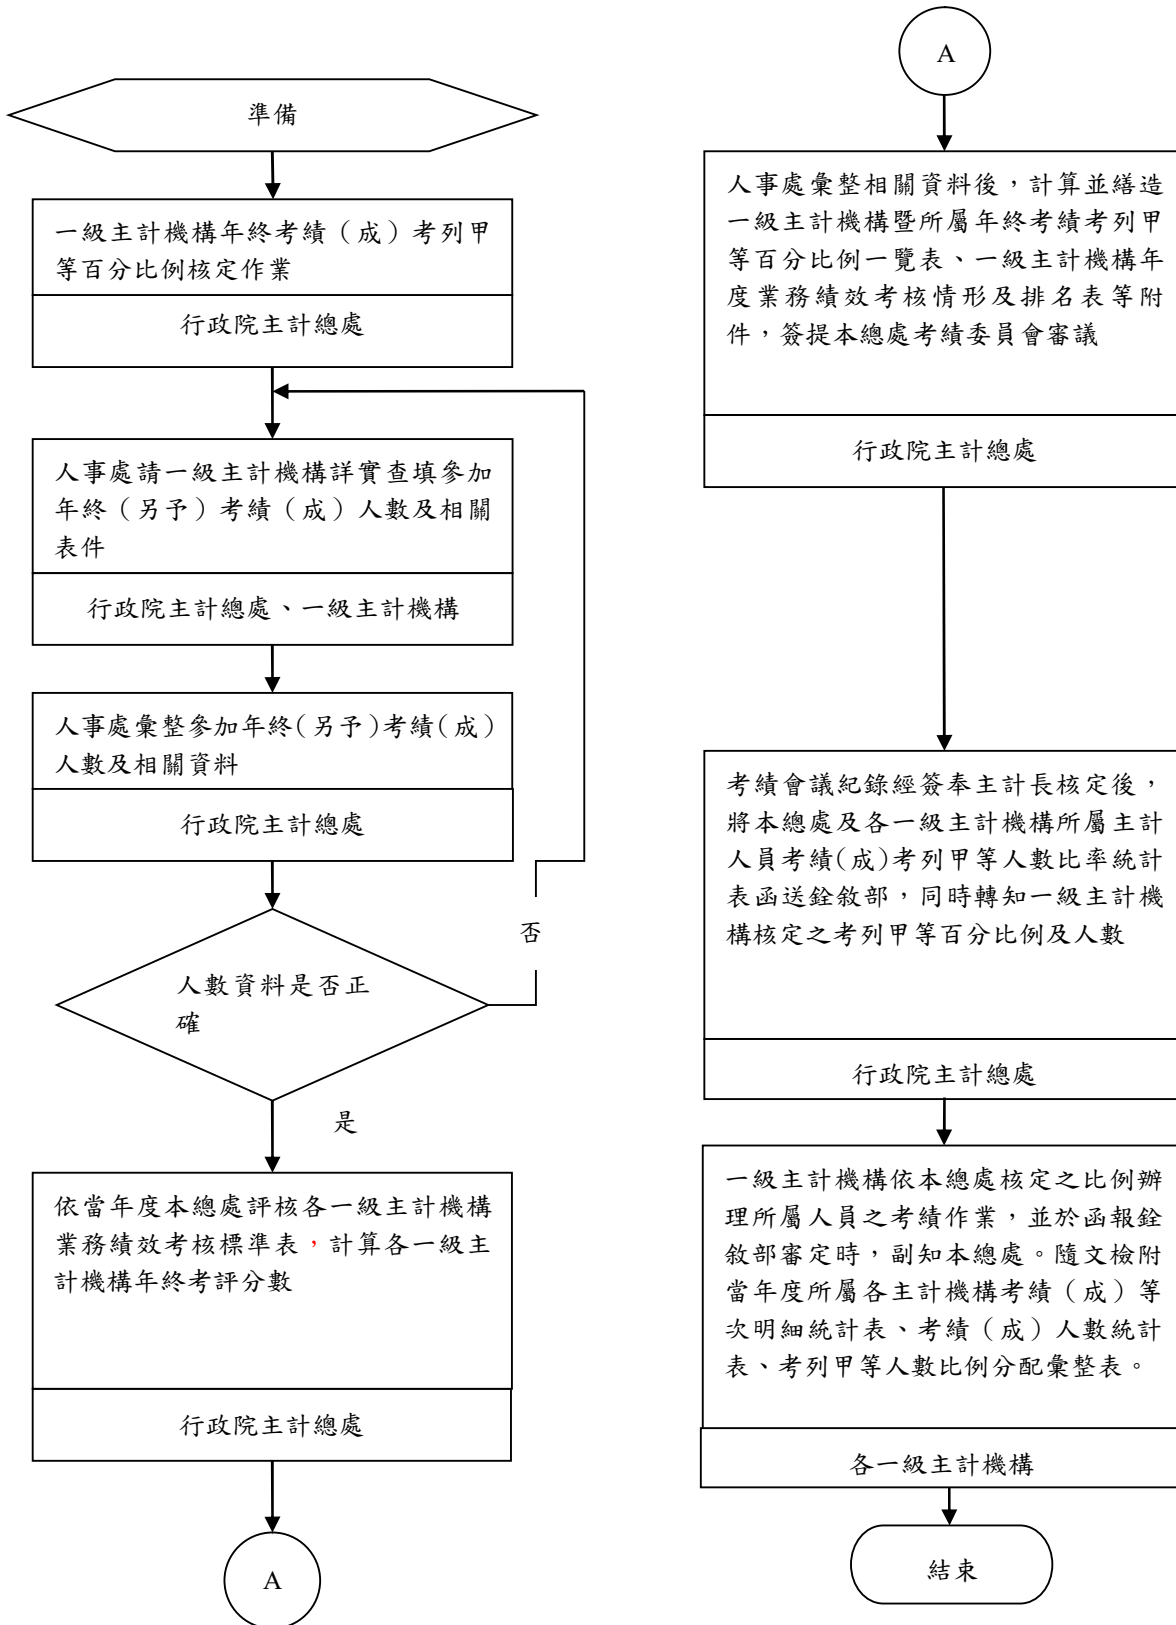 準備
一級主計機構年終考績（成）考列甲
等百分比例核定作業
行政院主計總處
人事處請一級主計機構詳實查填參加
年終（另予）考績（成）人數及相關
表件
行政院主計總處、一級主計機構
人事處彙整參加年終(另予)考績(成)
人數及相關資料
行政院主計總處
否
人數資料是否正
確
是
依當年度本總處評核各一級主計機構
業務績效考核標準表，計算各一級主
計機構年終考評分數
行政院主計總處
A
A
人事處彙整相關資料後，計算並繕造
一級主計機構暨所屬年終考績考列甲
等百分比例一覽表、一級主計機構年
度業務績效考核情形及排名表等附
件，簽提本總處考績委員會審議
行政院主計總處
考績會議紀錄經簽奉主計長核定後，
將本總處及各一級主計機構所屬主計
人員考績(成)考列甲等人數比率統計
表函送銓敘部，同時轉知一級主計機
構核定之考列甲等百分比例及人數
行政院主計總處
一級主計機構依本總處核定之比例辦
理所屬人員之考績作業，並於函報銓
敘部審定時，副知本總處。隨文檢附
當年度所屬各主計機構考績（成）等
次明細統計表、考績（成）人數統計
表、考列甲等人數比例分配彙整表。
各一級主計機構
結束